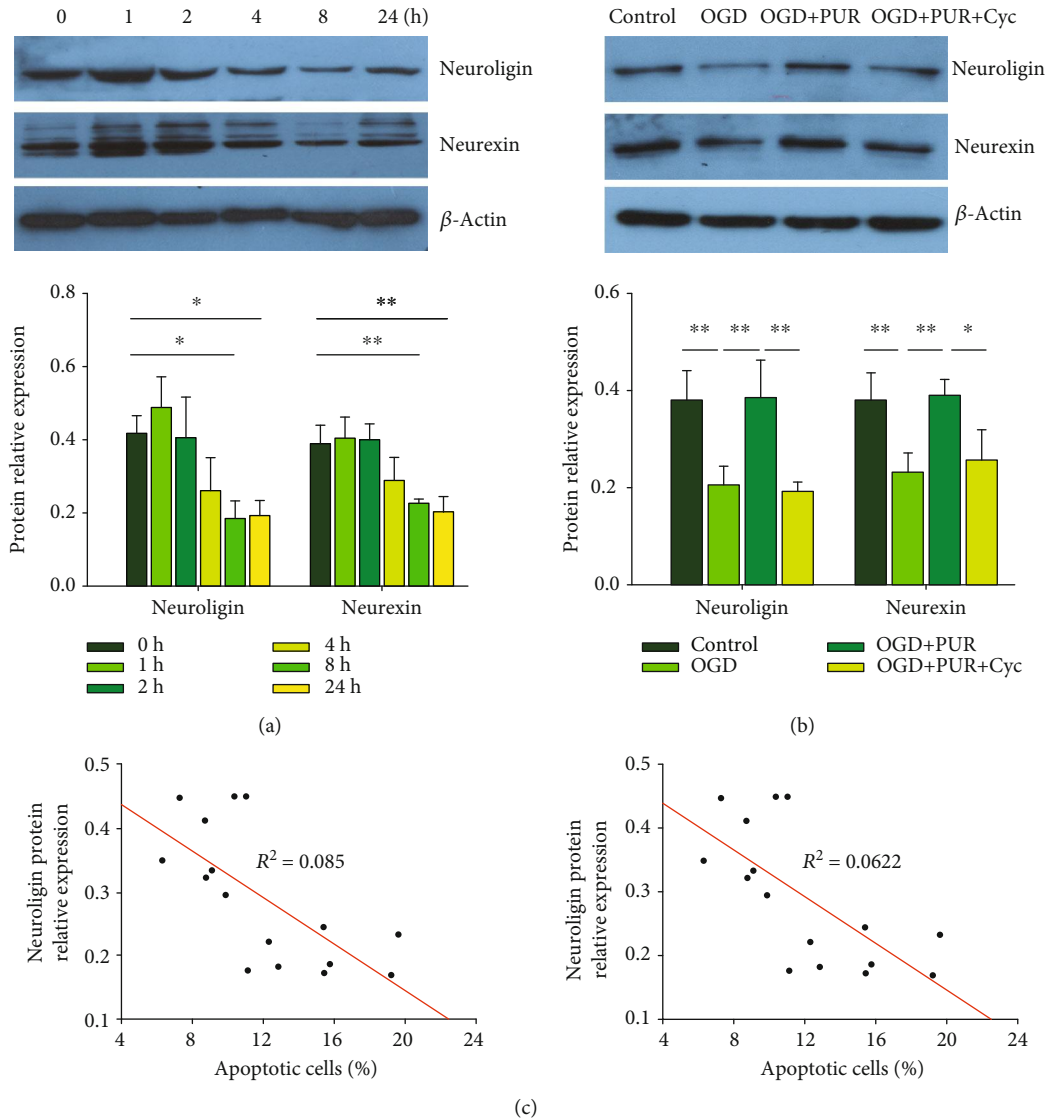 0 1 2 4 8 24 (h)
Neuroligin
Neurexin
β-Actin
Control OGD OGD+PUR OGD+PUR+Cyc
Neuroligin
Neurexin
β-Actin
Protein relative expression
0.8
0.6
0.4
0.2
0.0
* **
* **
Neuroligin Neurexin
0 h 4 h
1 h 8 h
2 h 24 h
(a)
Protein relative expression
0.6
0.4
0.2
0.0
** ** ** ** ** *
Neuroligin Neurexin
Control OGD+PUR
OGD OGD+PUR+Cyc
(b)
Neuroligin protein
relative expression
0.5
0.4
0.3
0.2
0.1
R² = 0.085
4 8 12 16 20 24
Apoptotic cells (%)
Neuroligin protein
relative expression
0.5
0.4
0.3
0.2
0.1
R² = 0.0622
4 8 12 16 20 24
Apoptotic cells (%)
(c)